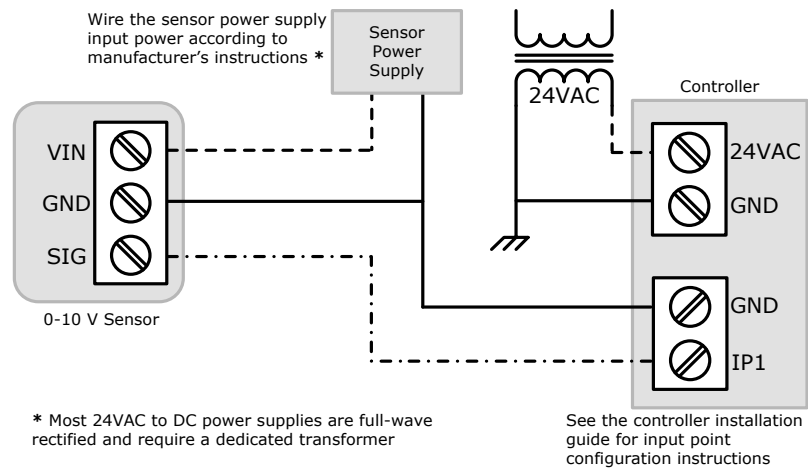 Wire the sensor power supply
input power according to
manufacturer's instructions *
Sensor
Power
Supply
24VAC
Controller
VIN
GND
SIG
0-10 V Sensor
24VAC
GND
GND
IP1
* Most 24VAC to DC power supplies are full-wave
rectified and require a dedicated transformer
See the controller installation
guide for input point
configuration instructions